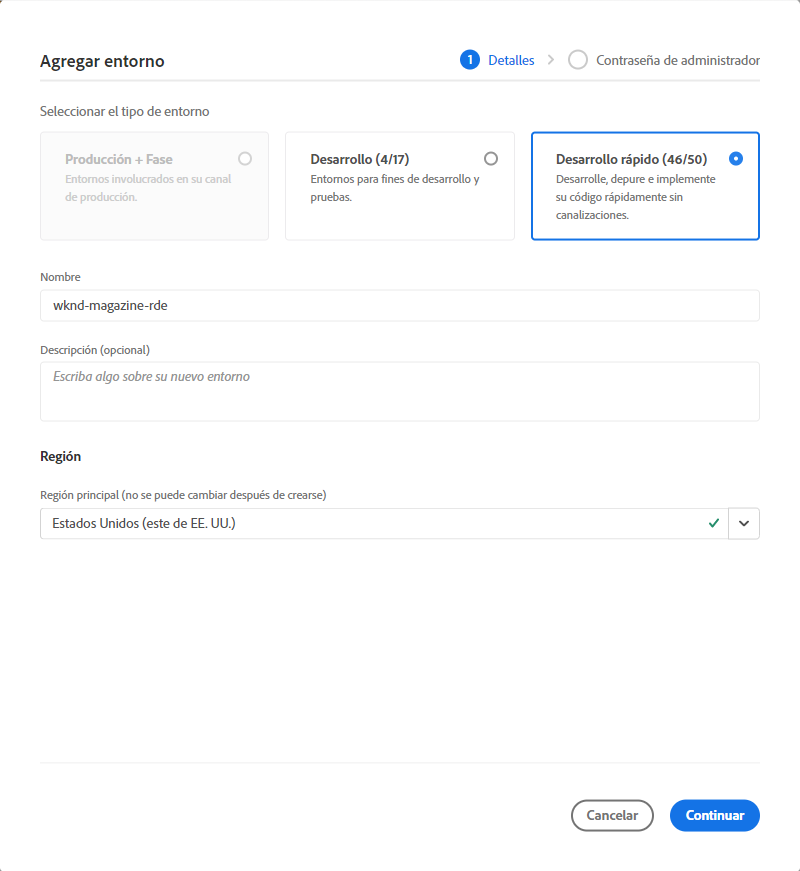 Agregar entorno
1 Detalles
Contraseña de administrador
Seleccionar el tipo de entorno
Producción + Fase
Entornos involucrados en su canal
de producción.
Desarrollo (4/17)
Entornos para fines de desarrollo y
pruebas.
Desarrollo rápido (46/50)
Desarrolle, depure e implemente
su código rápidamente sin
canalizaciones.
Nombre
wknd-magazine-rde
Descripción (opcional)
Escriba algo sobre su nuevo entorno
Región
Región principal (no se puede cambiar después de crearse)
Estados Unidos (este de EE. UU.)
Cancelar
Continuar